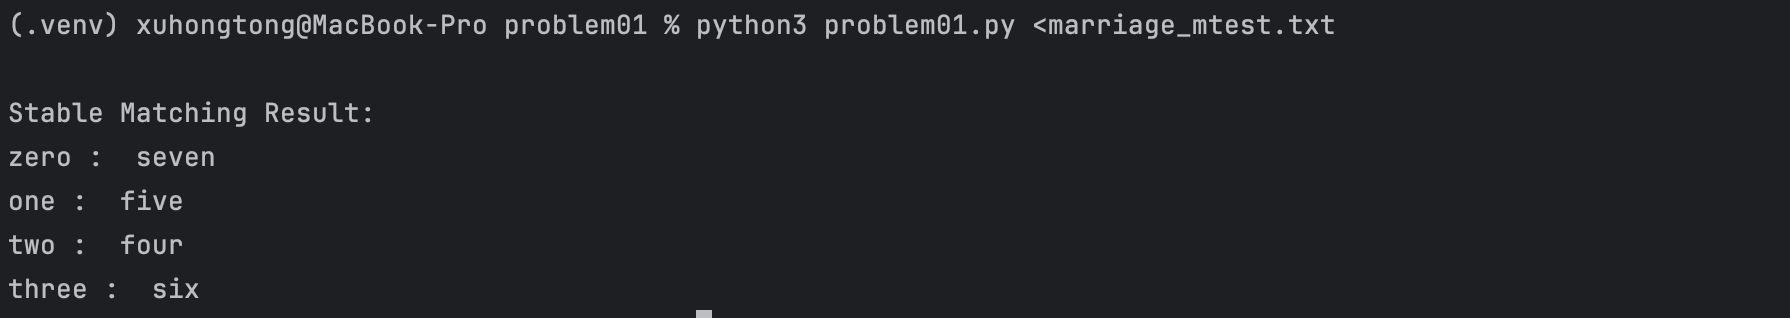 (.venv) xuhongtong@MacBook-Pro problem01 % python3 problem01.py <marriage_mtest.txt
Stable Matching Result:
zero :  seven
one :  five
two :  four
three :  six